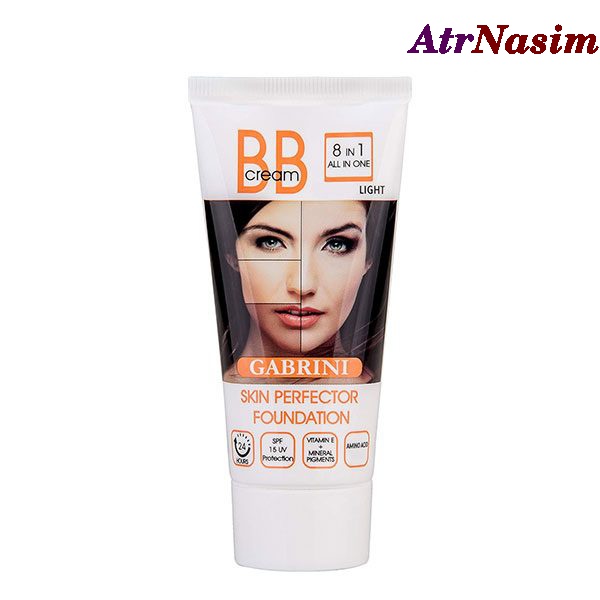 AtrNasim
BB
cream
8 IN 1
ALL IN ONE
LIGHT
GABRINI
SKIN PERFECTOR
FOUNDATION
24
HOURS
SPF
15 UV
Protection
VITAMIN E
+
MINERAL
PIGMENTS
AMINO ACID